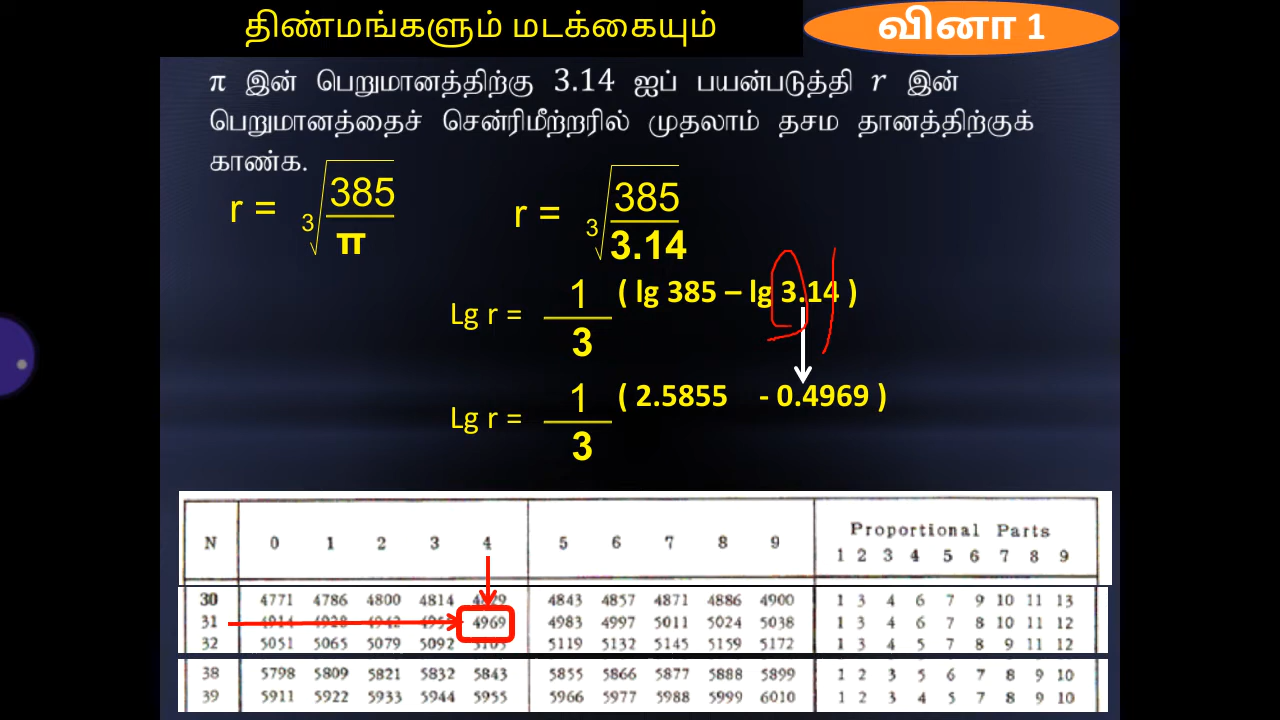 திண்மங்களும் மடக்கையும்
வினா 1
π இன் பெறுமானத்திற்கு 3.14 ஐப் பயன்படுத்தி r இன்
பெறுமானத்தைச் சென்ரிமீற்றரில் முதலாம் தசம தானத்திற்குக்
காண்க.
r = ∛(385/π) r = ∛(385/3.14)
Lg r = 1/3 ( lg 385 – lg 3.14 )
Lg r = 1/3 ( 2.5855 - 0.4969 )
Proportional Parts
N 0 1 2 3 4 5 6 7 8 9 1 2 3 4 5 6 7 8 9
30 4771 4786 4800 4814 4843 4857 4871 4886 4900 1 3 4 6 7 9 10 11 13
31 4969 4983 4997 5011 5024 5038 1 3 4 6 7 8 10 11 12
32 5051 5065 5079 5092 5105 5119 5132 5145 5159 5172 1 3 4 5 7 8 9 11 12
38 5798 5809 5821 5832 5843 5855 5866 5877 5888 5899 1 2 3 5 6 7 8 9 10
39 5911 5922 5933 5944 5955 5966 5977 5988 5999 6010 1 2 3 4 5 7 8 9 10